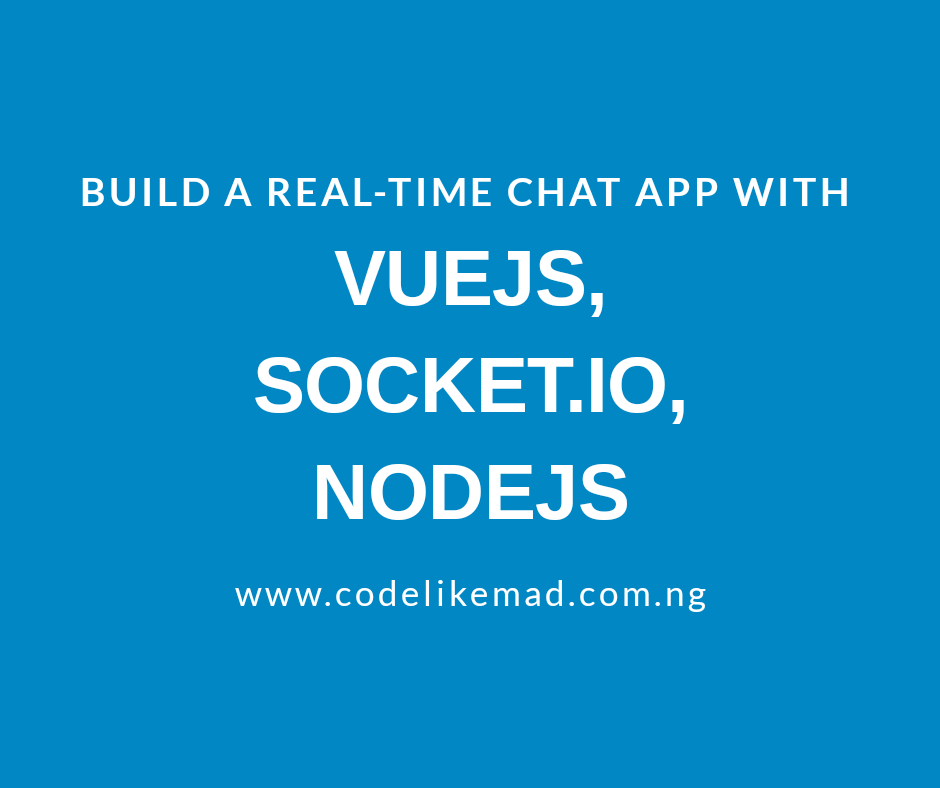 BUILD A REAL-TIME CHAT APP WITH
VUEJS,
SOCKET.IO,
NODEJS
www.codelikemad.com.ng